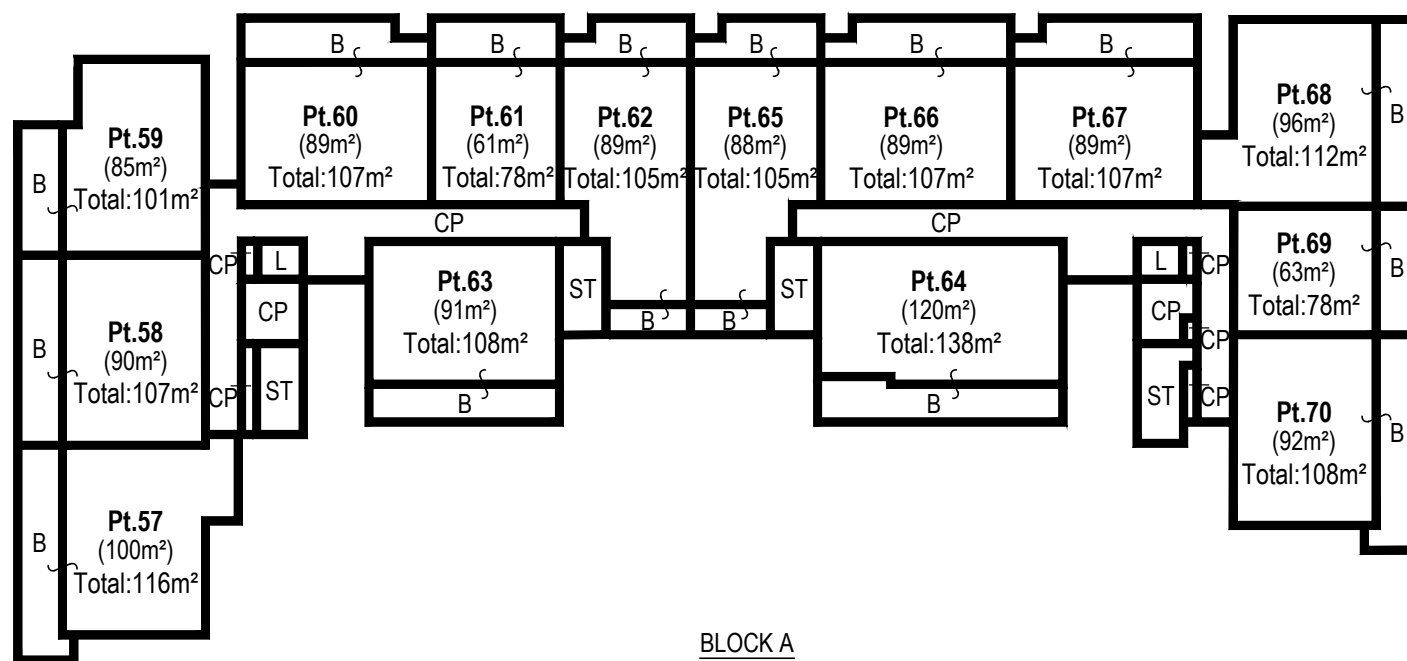 B
B
B
B
B
B
Pt.60
(89m²)
Total:107m²
Pt.61
(61m²)
Total:78m²
Pt.62
(89m²)
Total:105m²
Pt.65
(88m²)
Total:105m²
Pt.66
(89m²)
Total:107m²
Pt.67
(89m²)
Total:107m²
Pt.68
(96m²)
Total:112m²
B
Pt.59
(85m²)
Total:101m²
B
CP
CP
CP
L
Pt.63
(91m²)
Total:108m²
B
ST
B
B
ST
Pt.64
(120m²)
Total:138m²
B
L
CP
Pt.69
(63m²)
Total:78m²
B
CP
CP
CP
Pt.58
(90m²)
Total:107m²
B
CP
ST
ST
CP
Pt.70
(92m²)
Total:108m²
B
Pt.57
(100m²)
Total:116m²
B
BLOCK A